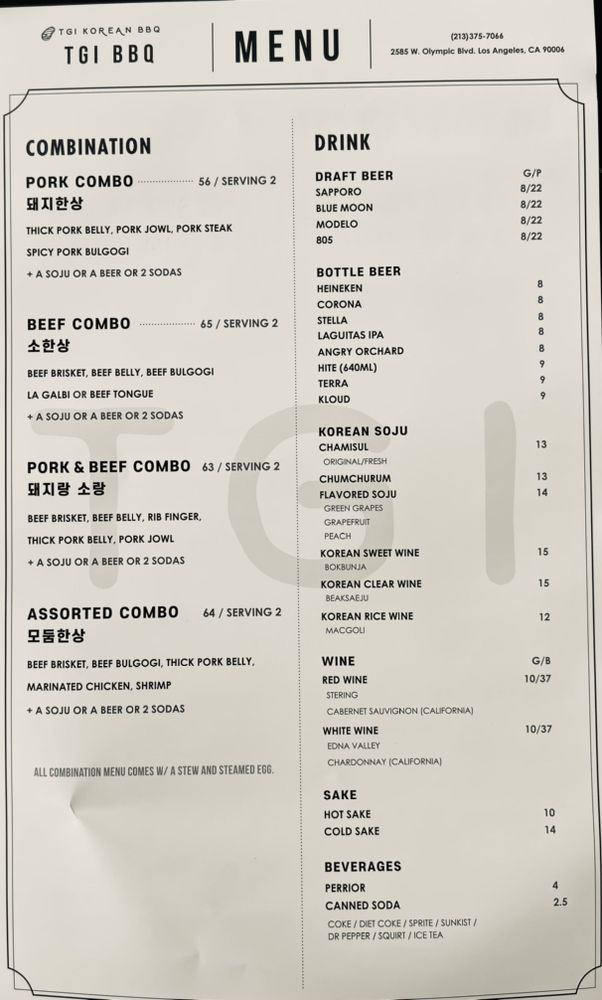 TGI KOREAN BBQ
TGI BBQ
MENU
(213)375-7066
2585 W. Olympic Blvd. Los Angeles, CA 90006
COMBINATION
PORK COMBO ............... 56 / SERVING 2
돼지한상
THICK PORK BELLY, PORK JOWL, PORK STEAK
SPICY PORK BULGOGI
+ A SOJU OR A BEER OR 2 SODAS
BEEF COMBO ............... 65 / SERVING 2
소한상
BEEF BRISKET, BEEF BELLY, BEEF BULGOGI
LA GALBI OR BEEF TONGUE
+ A SOJU OR A BEER OR 2 SODAS
PORK & BEEF COMBO 63 / SERVING 2
돼지랑 소랑
BEEF BRISKET, BEEF BELLY, RIB FINGER,
THICK PORK BELLY, PORK JOWL
+ A SOJU OR A BEER OR 2 SODAS
ASSORTED COMBO 64 / SERVING 2
모둠한상
BEEF BRISKET, BEEF BULGOGI, THICK PORK BELLY,
MARINATED CHICKEN, SHRIMP
+ A SOJU OR A BEER OR 2 SODAS
ALL COMBINATION MENU COMES W/ A STEW AND STEAMED EGG.
DRINK
DRAFT BEER G/P
SAPPORO 8/22
BLUE MOON 8/22
MODELO 8/22
805 8/22
BOTTLE BEER
HEINEKEN 8
CORONA 8
STELLA 8
LAGUITAS IPA 8
ANGRY ORCHARD 8
HITE (640ML) 9
TERRA 9
KLOUD 9
KOREAN SOJU
CHAMISUL 13
ORIGINAL/FRESH
CHUMCHURUM 13
FLAVORED SOJU 14
GREEN GRAPES
GRAPEFRUIT
PEACH
KOREAN SWEET WINE 15
BOKBUNJA
KOREAN CLEAR WINE 15
BEAKSAEJU
KOREAN RICE WINE 12
MACGOLI
WINE G/B
RED WINE 10/37
STERING
CABERNET SAUVIGNON (CALIFORNIA)
WHITE WINE 10/37
EDNA VALLEY
CHARDONNAY (CALIFORNIA)
SAKE
HOT SAKE 10
COLD SAKE 14
BEVERAGES
PERRIOR 4
CANNED SODA 2.5
COKE / DIET COKE / SPRITE / SUNKIST /
DR PEPPER / SQUIRT / ICE TEA
TGI